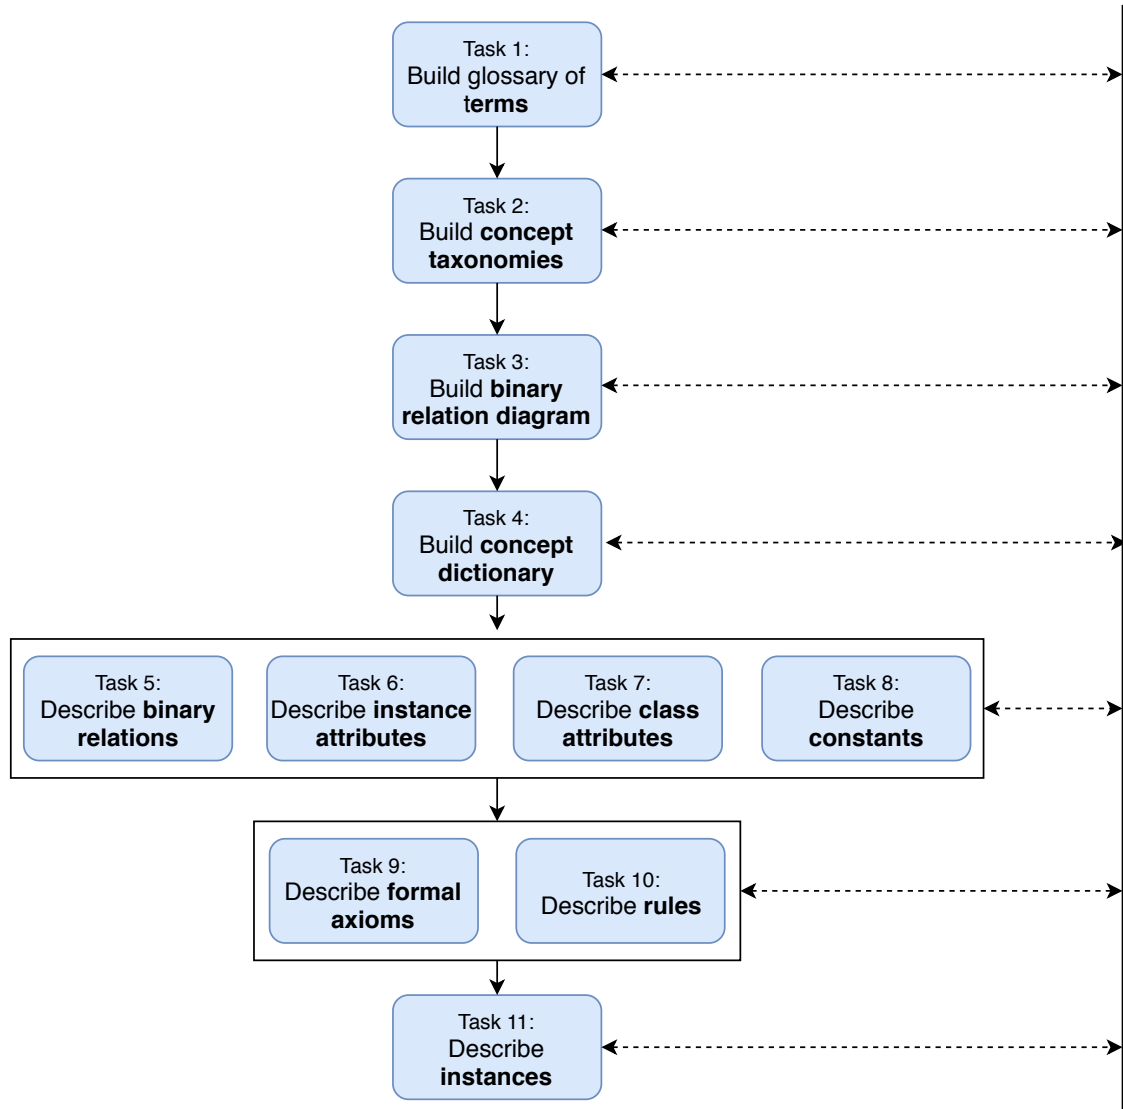 Task 1:
Build glossary of
terms
Task 2:
Build concept
taxonomies
Task 3:
Build binary
relation diagram
Task 4:
Build concept
dictionary
Task 5:
Describe binary
relations
Task 6:
Describe instance
attributes
Task 7:
Describe class
attributes
Task 8:
Describe
constants
Task 9:
Describe formal
axioms
Task 10:
Describe rules
Task 11:
Describe
instances